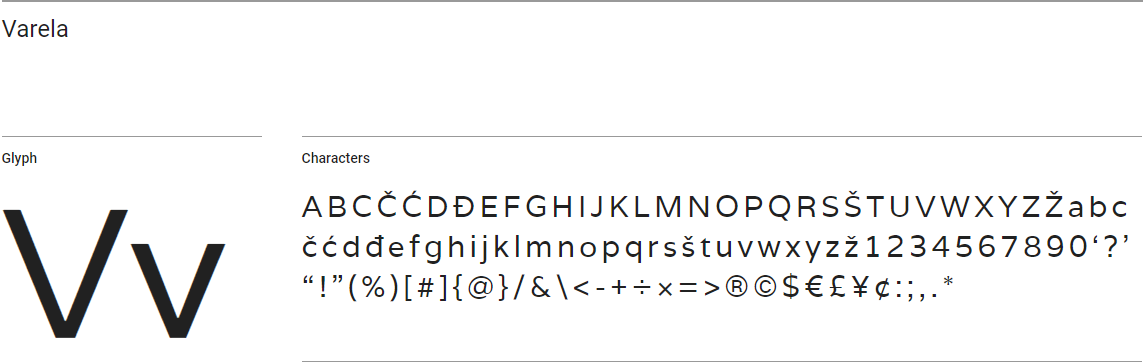 Varela
Glyph
Vv
Characters
ABCČĆDĐEFGHIJKLMNOPQRSŠTUVWXYZŽabc
čćdđefghijklmnopqrsštuvwxyzž1234567890‘?’
“!”(%)[#]{@}/&\<-+÷×=>®©$€£¥¢:;,.*